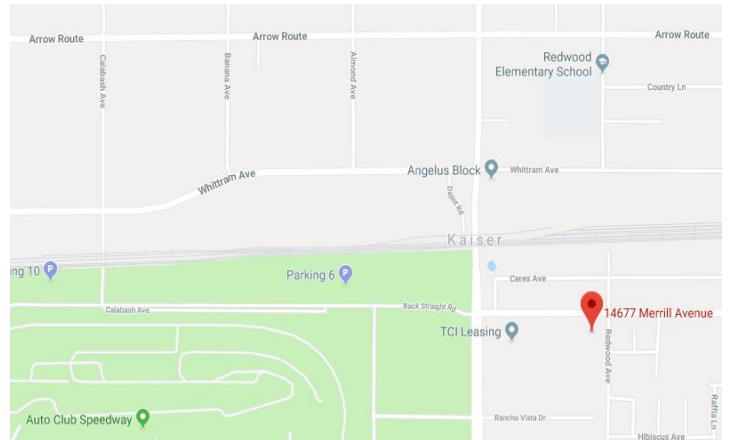 Arrow Route
Arrow Route
Arrow Route
Calabash Ave
Banana Ave
Almond Ave
Redwood
Elementary School
Country Ln
Whittram Ave
Angelus Block
Whittram Ave
Depot Rd
Kaiser
ing 10
P
Parking 6
P
Ceres Ave
Calabash Ave
Back Straight Rd
14677 Merrill Avenue
TCI Leasing
Redwood Ave
Auto Club Speedway
Rancho Vista Dr
Raffia Ln
Hibiscus Ave